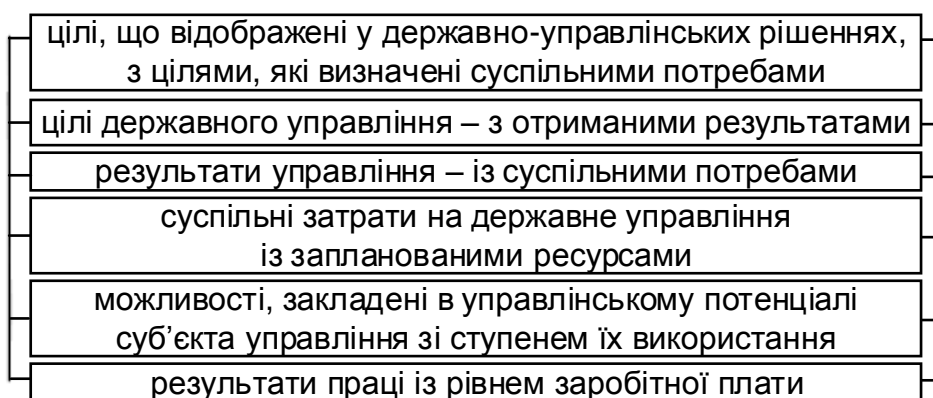 цілі, що відображені у державно-управлінських рішеннях,
з цілями, які визначені суспільними потребами
цілі державного управління – з отриманими результатами
результати управління – із суспільними потребами
суспільні затрати на державне управління
із запланованими ресурсами
можливості, закладені в управлінському потенціалі
суб’єкта управління зі ступенем їх використання
результати праці із рівнем заробітної плати